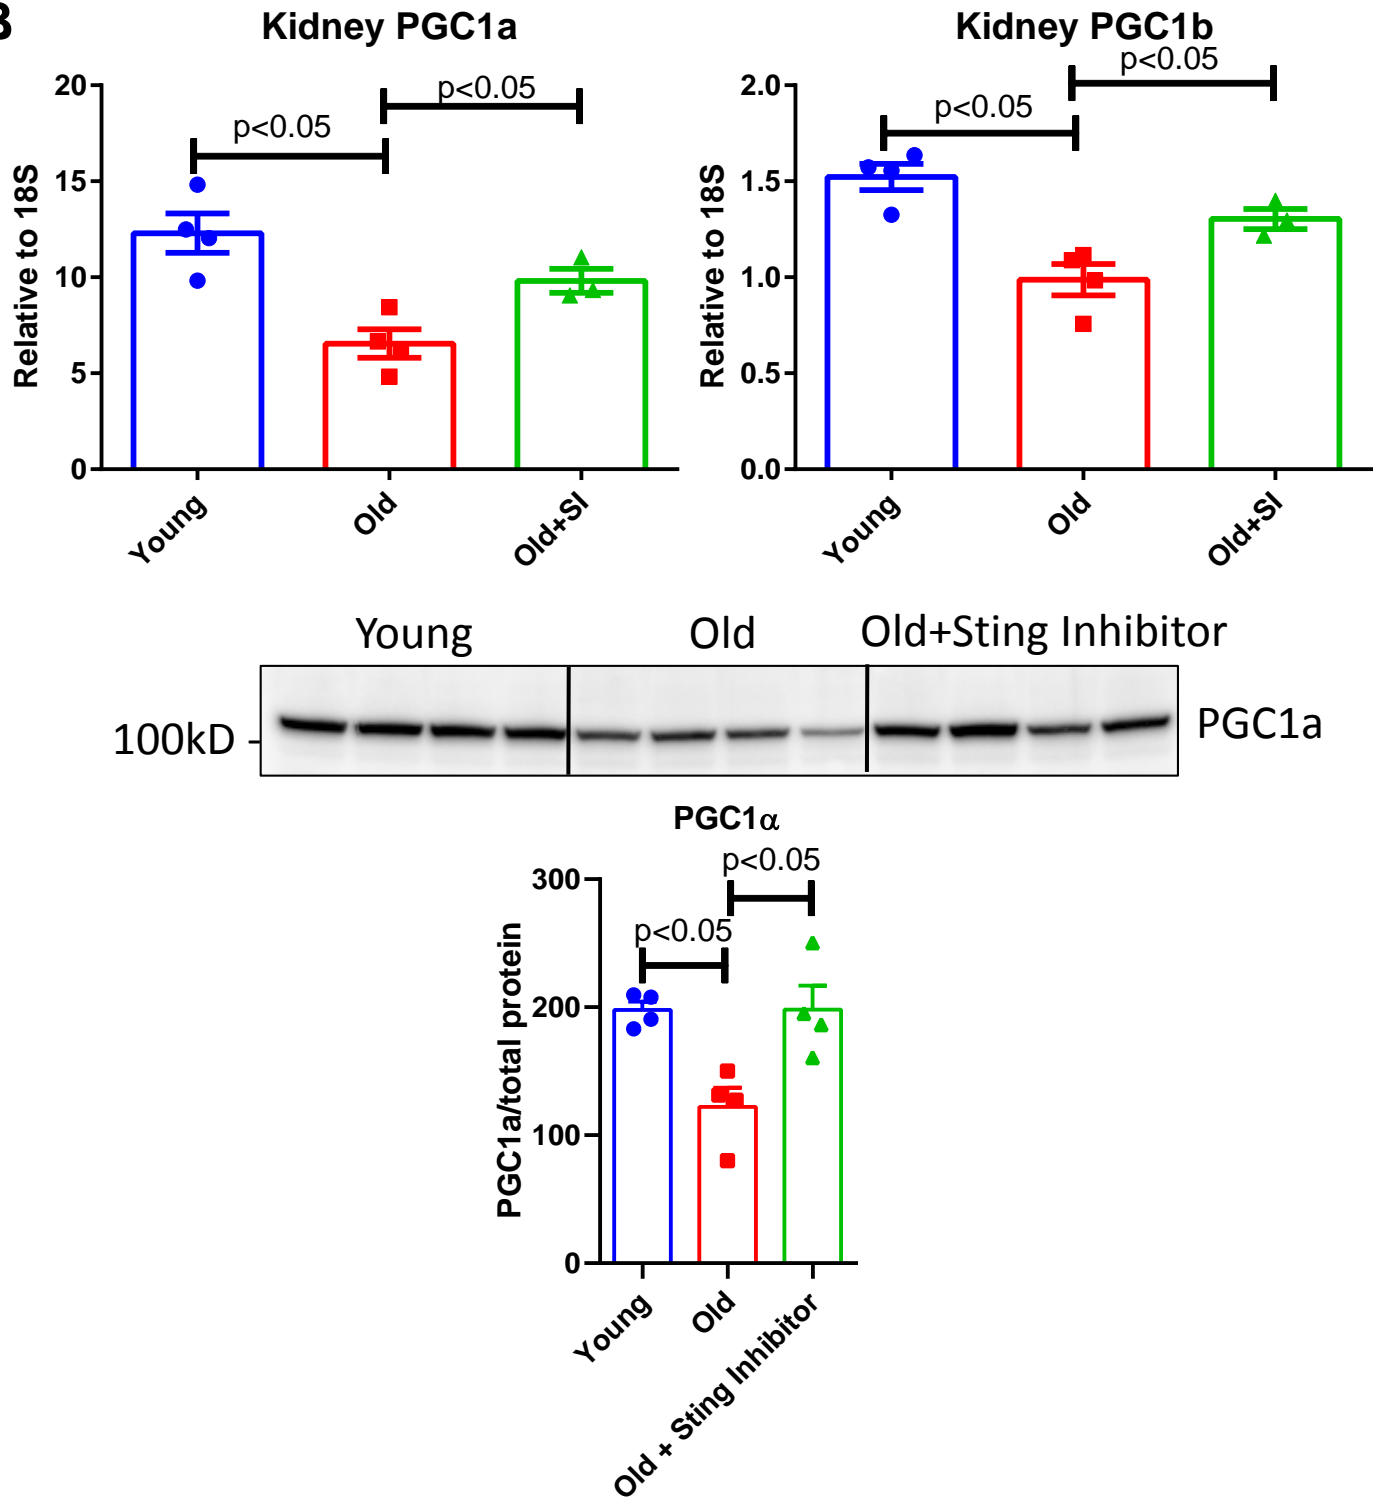 B
Kidney PGC1a
Kidney PGC1b
p<0.05
p<0.05
p<0.05
p<0.05
Relative to 18S
20
15
10
5
0
Young
Old
Old+SI
Relative to 18S
2.0
1.5
1.0
0.5
0.0
Young
Old
Old+SI
Young
Old
Old+Sting Inhibitor
100kD
PGC1a
PGC1α
p<0.05
p<0.05
PGC1a/total protein
300
200
100
0
Young
Old
Old + Sting Inhibitor